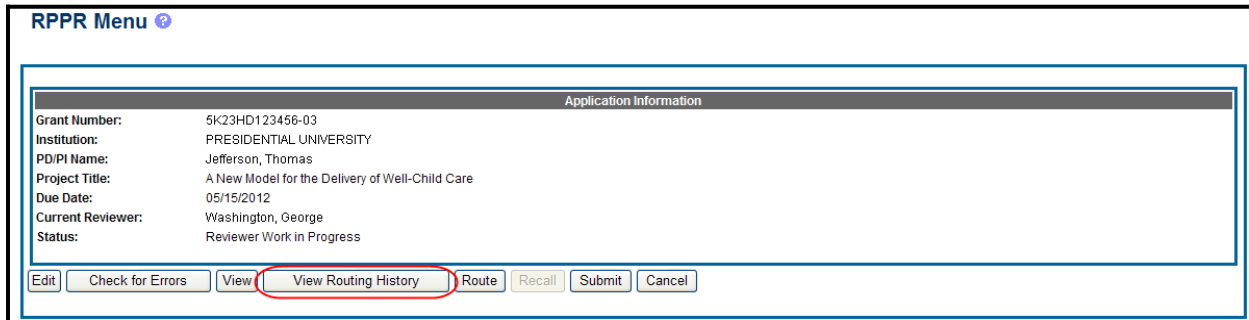 RPPR Menu ?
Application Information
Grant Number: 5K23HD123456-03
Institution: PRESIDENTIAL UNIVERSITY
PD/PI Name: Jefferson, Thomas
Project Title: A New Model for the Delivery of Well-Child Care
Due Date: 05/15/2012
Current Reviewer: Washington, George
Status: Reviewer Work in Progress
Edit Check for Errors View View Routing History Route Recall Submit Cancel